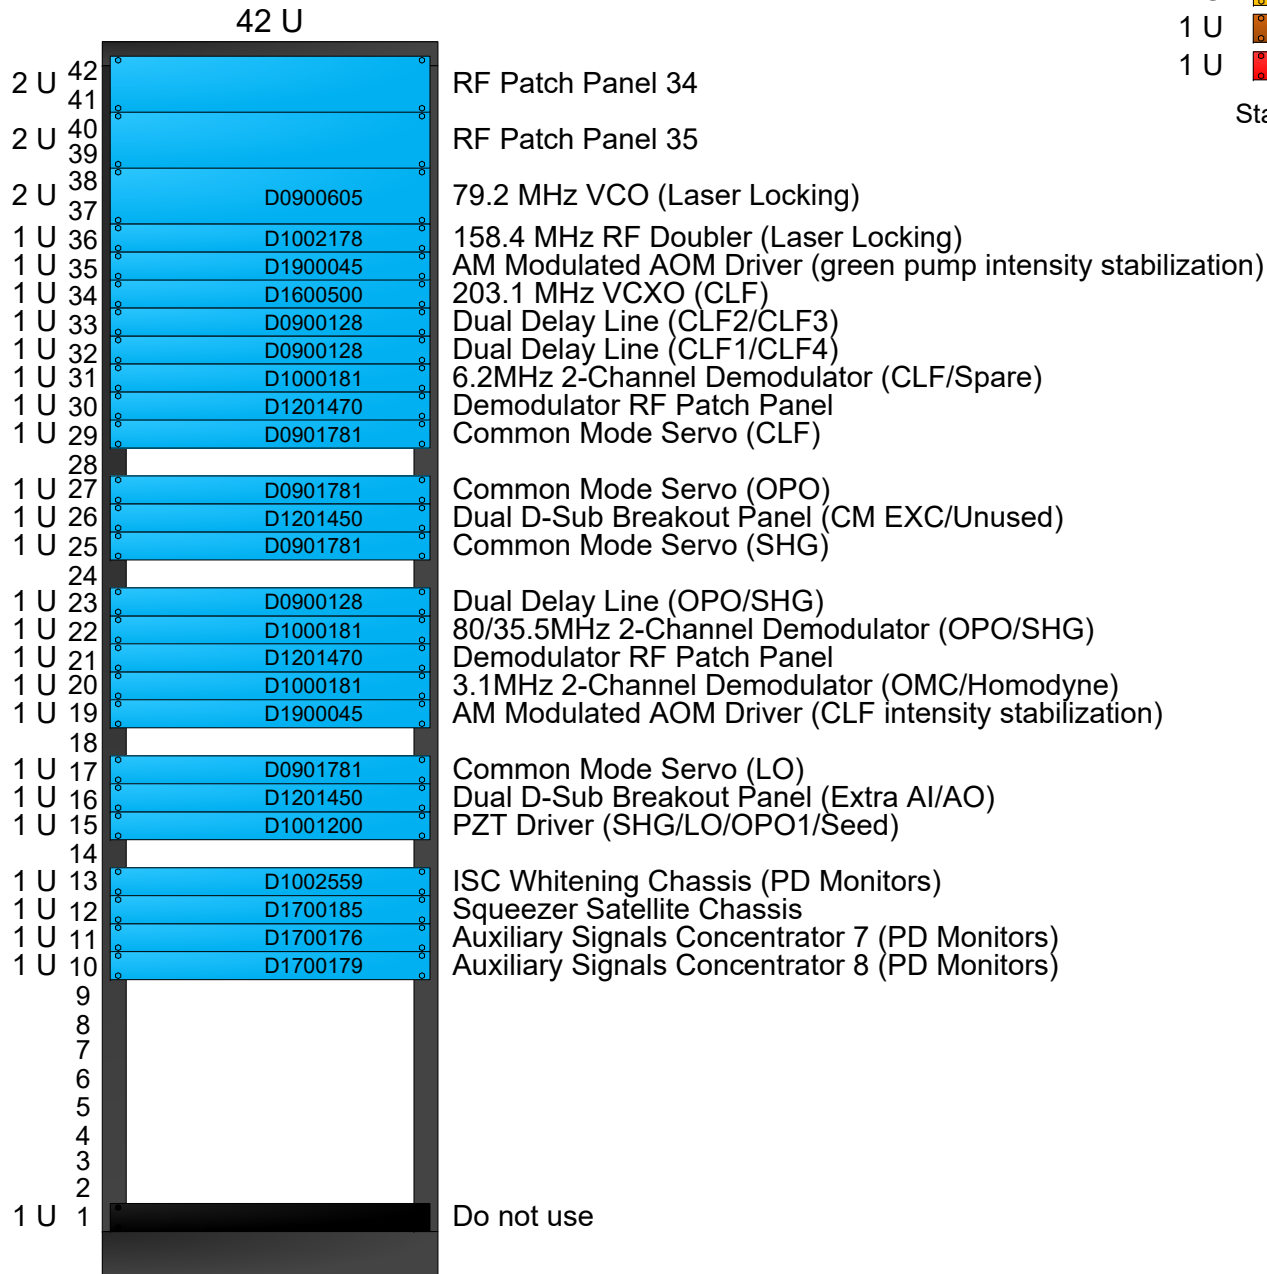 42 U
1 U
1 U
Sta
2 U 42 41 RF Patch Panel 34
2 U 40 39 RF Patch Panel 35
2 U 38 37 D0900605 79.2 MHz VCO (Laser Locking)
1 U 36 D1002178 158.4 MHz RF Doubler (Laser Locking)
1 U 35 D1900045 AM Modulated AOM Driver (green pump intensity stabilization)
1 U 34 D1600500 203.1 MHz VCXO (CLF)
1 U 33 D0900128 Dual Delay Line (CLF2/CLF3)
1 U 32 D0900128 Dual Delay Line (CLF1/CLF4)
1 U 31 D1000181 6.2MHz 2-Channel Demodulator (CLF/Spare)
1 U 30 D1201470 Demodulator RF Patch Panel
1 U 29 D0901781 Common Mode Servo (CLF)
28
1 U 27 D0901781 Common Mode Servo (OPO)
1 U 26 D1201450 Dual D-Sub Breakout Panel (CM EXC/Unused)
1 U 25 D0901781 Common Mode Servo (SHG)
24
1 U 23 D0900128 Dual Delay Line (OPO/SHG)
1 U 22 D1000181 80/35.5MHz 2-Channel Demodulator (OPO/SHG)
1 U 21 D1201470 Demodulator RF Patch Panel
1 U 20 D1000181 3.1MHz 2-Channel Demodulator (OMC/Homodyne)
1 U 19 D1900045 AM Modulated AOM Driver (CLF intensity stabilization)
18
1 U 17 D0901781 Common Mode Servo (LO)
1 U 16 D1201450 Dual D-Sub Breakout Panel (Extra AI/AO)
1 U 15 D1001200 PZT Driver (SHG/LO/OPO1/Seed)
14
1 U 13 D1002559 ISC Whitening Chassis (PD Monitors)
1 U 12 D1700185 Squeezer Satellite Chassis
1 U 11 D1700176 Auxiliary Signals Concentrator 7 (PD Monitors)
1 U 10 D1700179 Auxiliary Signals Concentrator 8 (PD Monitors)
9
8
7
6
5
4
3
2
1 U 1 Do not use